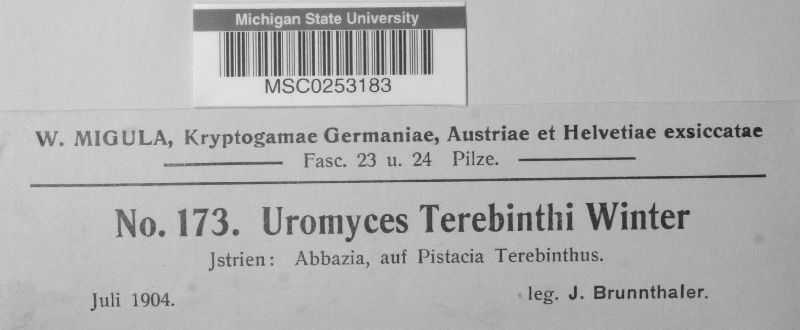 Michigan State University
MSC0253183
W. MIGULA, Kryptogamae Germaniae, Austriae et Helvetiae exsiccatae
Fasc. 23 u. 24 Pilze.
No. 173. Uromyces Terebinthi Winter
Jstrien: Abbazia, auf Pistacia Terebinthus.
Juli 1904. leg. J. Brunnthaler.